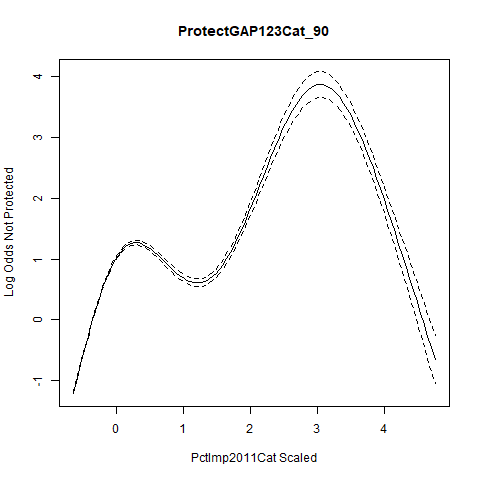 ProtectGAP123Cat_90
Log Odds Not Protected
4
3
2
1
0
-1
0 1 2 3 4
PctImp2011Cat Scaled